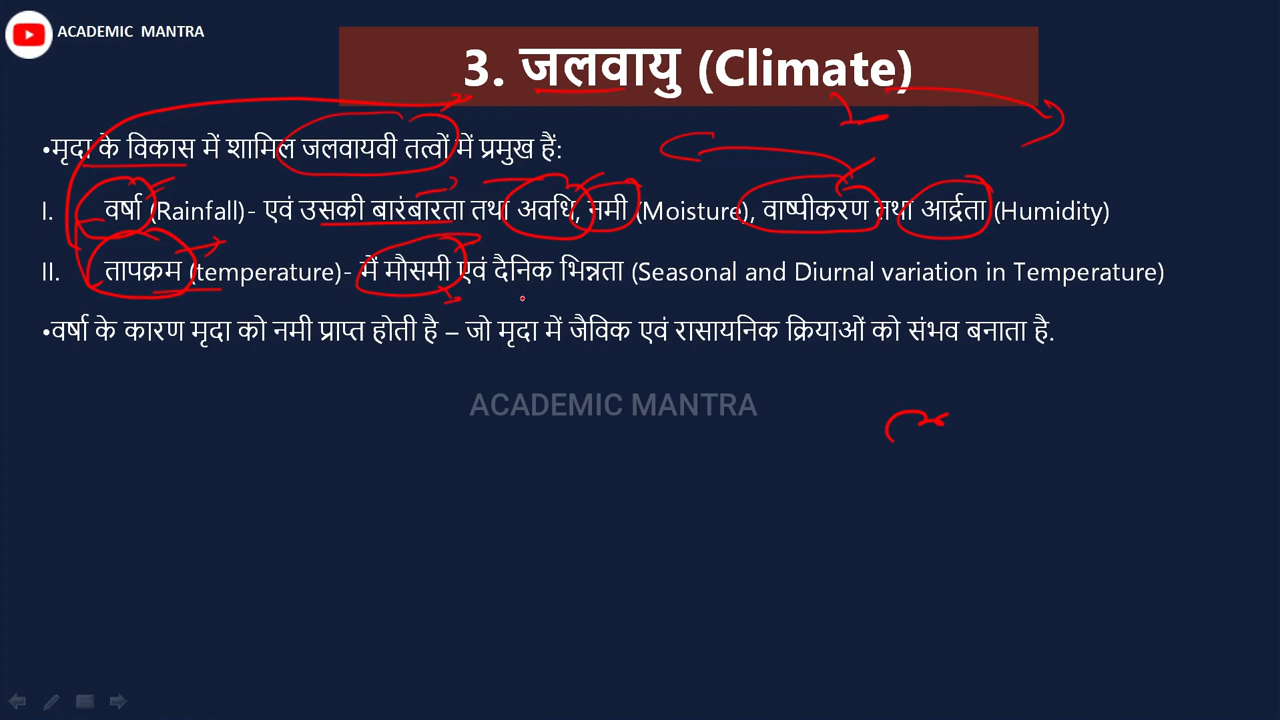 ACADEMIC MANTRA
3. जलवायु (Climate)
•मृदा के विकास में शामिल जलवायवी तत्वों में प्रमुख हैं:
I. वर्षा (Rainfall)- एवं उसकी बारंबारता तथा अवधि, नमी (Moisture), वाष्पीकरण तथा आर्द्रता (Humidity)
II. तापक्रम (temperature)- में मौसमी एवं दैनिक भिन्नता (Seasonal and Diurnal variation in Temperature)
•वर्षा के कारण मृदा को नमी प्राप्त होती है – जो मृदा में जैविक एवं रासायनिक क्रियाओं को संभव बनाता है.
ACADEMIC MANTRA